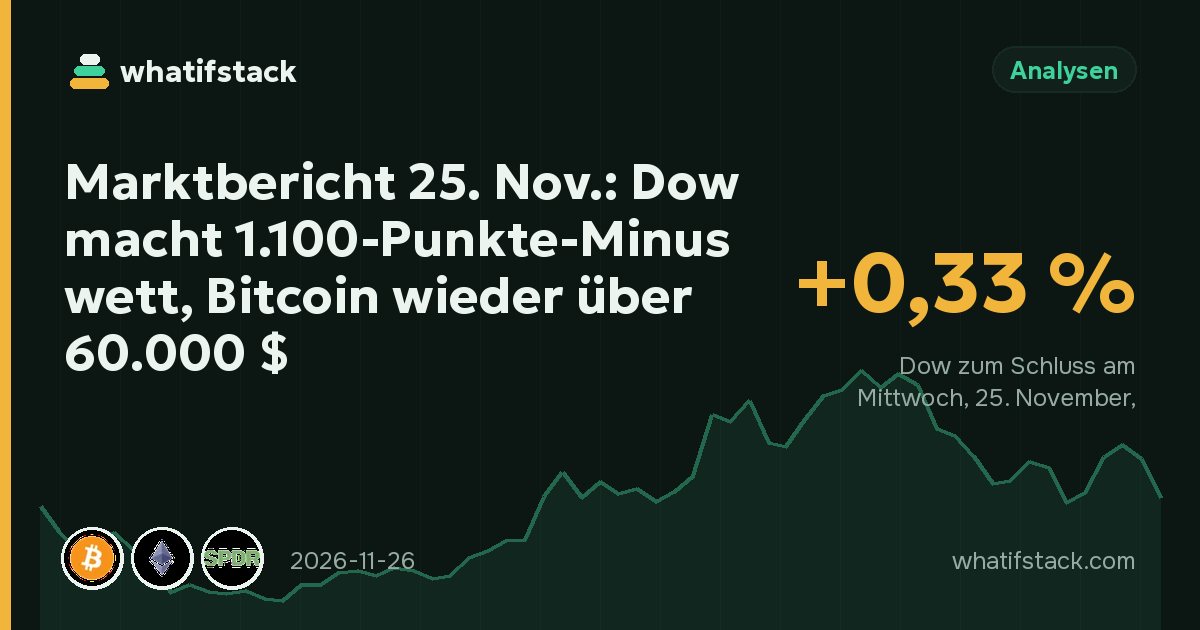 whatifstack
Analysen
Marktbericht 25. Nov.: Dow
macht 1.100-Punkte-Minus
wett, Bitcoin wieder über
60.000 $
+0,33 %
Dow zum Schluss am
Mittwoch, 25. November,
SPDR
2026-11-26
whatifstack.com